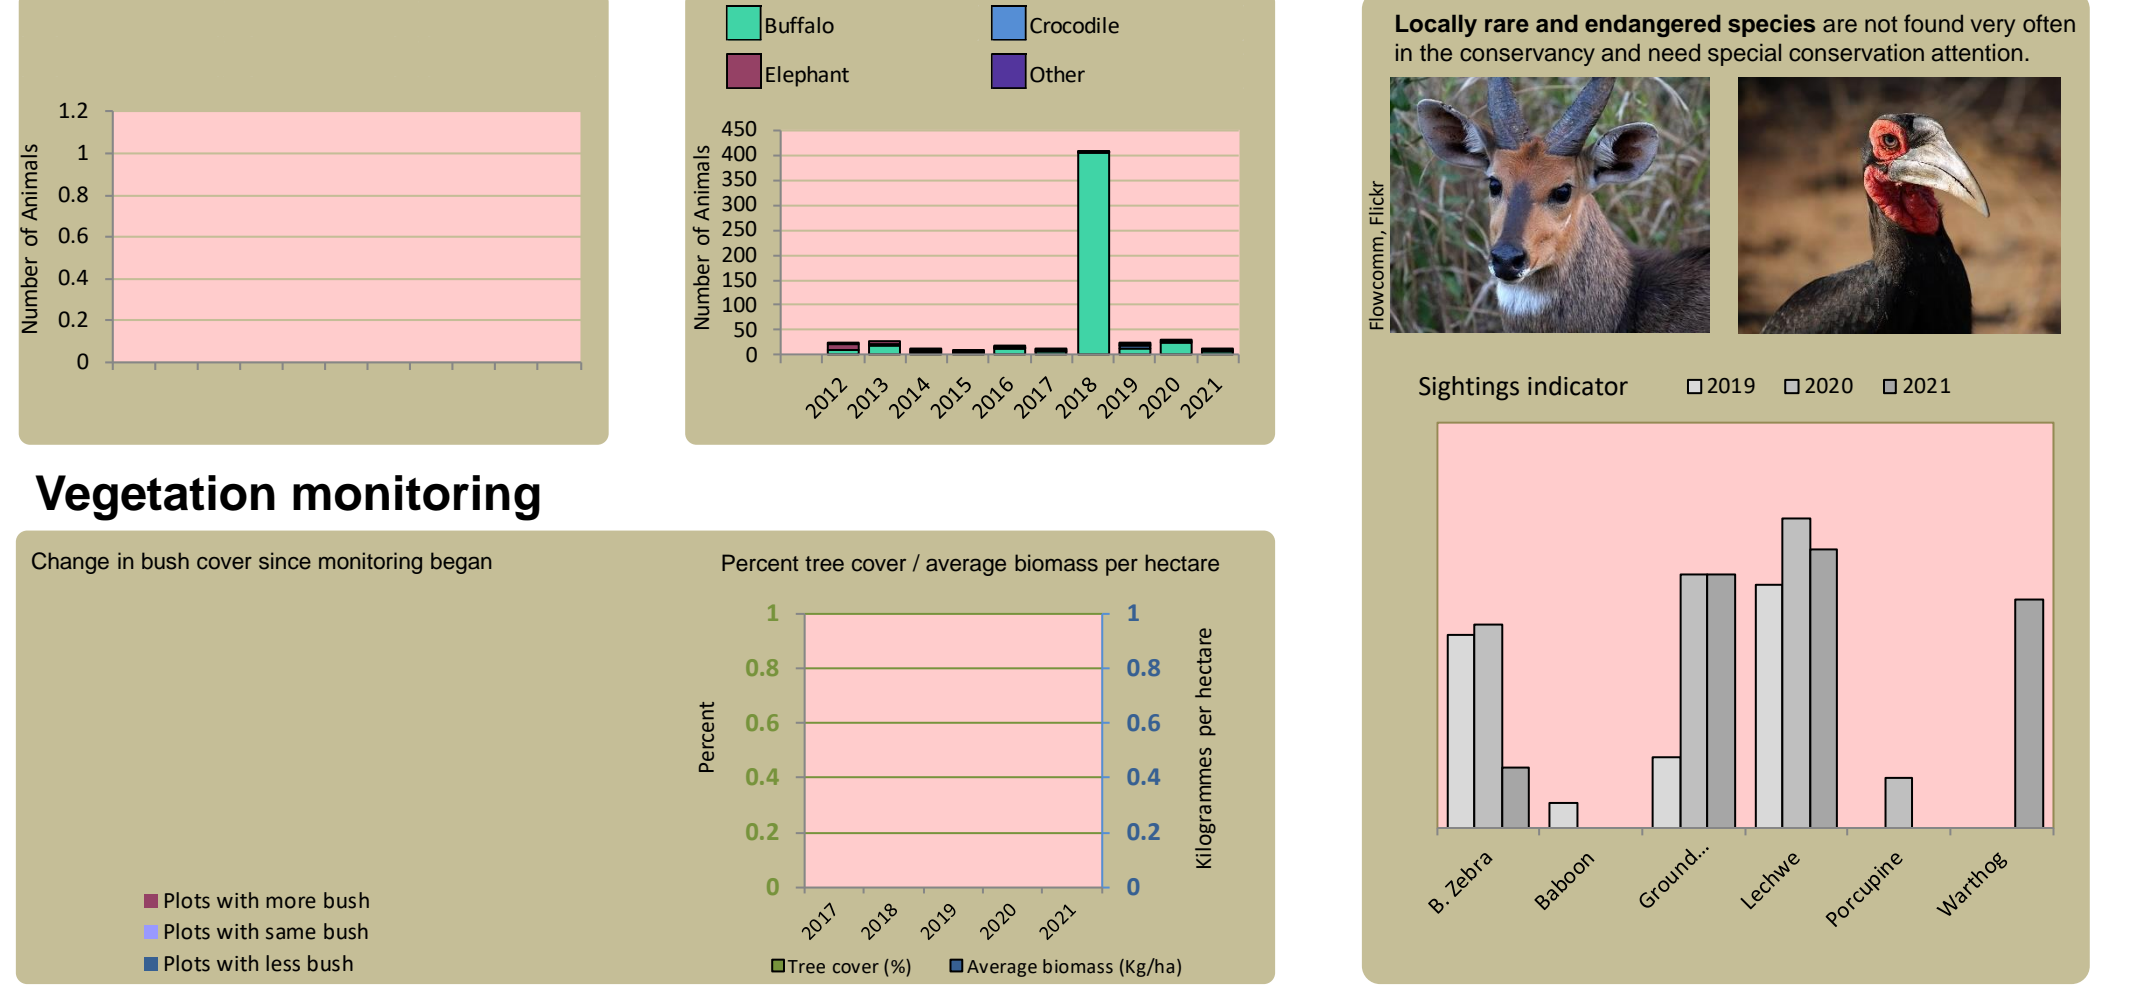 1.2
1
0.8
0.6
0.4
0.2
0
Number of Animals
Buffalo
Crocodile
Elephant
Other
450
400
350
300
250
200
150
100
50
0
Number of Animals
2012
2013
2014
2015
2016
2017
2018
2019
2020
2021
Locally rare and endangered species are not found very often
in the conservancy and need special conservation attention.
Flowcomm, Flickr
Sightings indicator
2019
2020
2021
B. Zebra
Baboon
Ground...
Lechwe
Porcupine
Warthog
Vegetation monitoring
Change in bush cover since monitoring began
Plots with more bush
Plots with same bush
Plots with less bush
Percent tree cover / average biomass per hectare
1
0.8
0.6
0.4
0.2
0
Percent
1
0.8
0.6
0.4
0.2
0
Kilogrammes per hectare
2017
2018
2019
2020
2021
Tree cover (%)
Average biomass (Kg/ha)